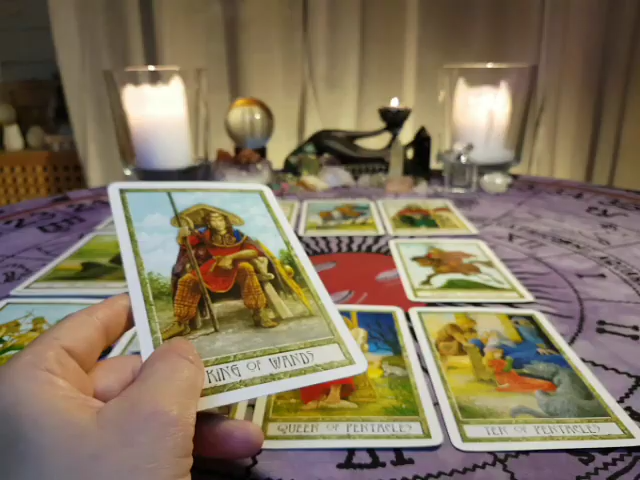 KING OF WANDS
QUEEN OF PENTACLES
TEN OF PENTACLES